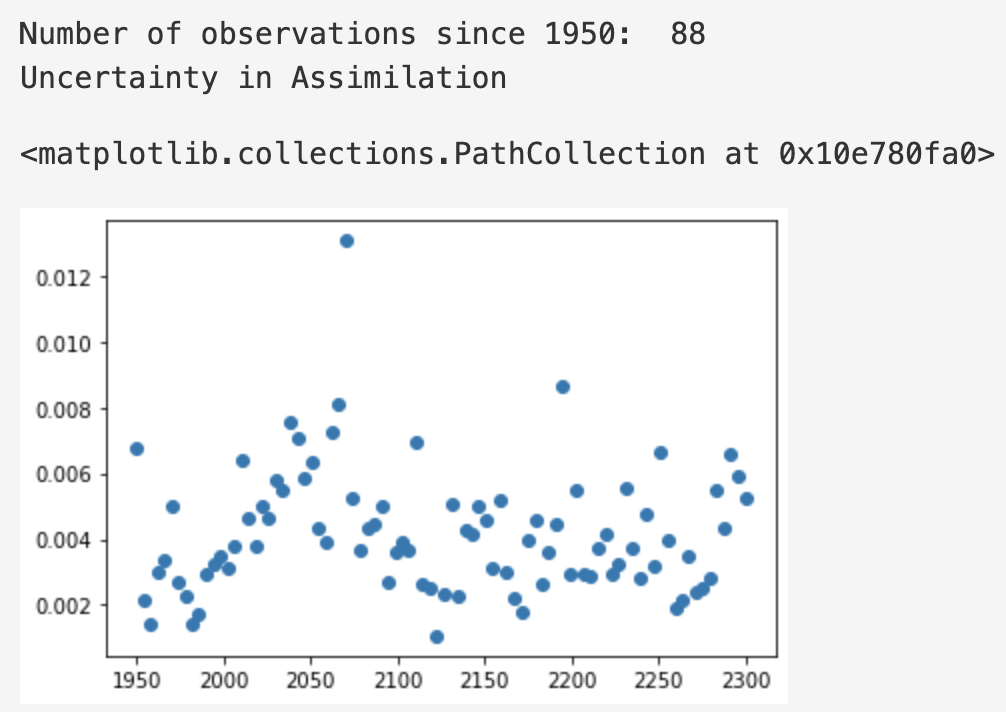 Number of observations since 1950:  88
Uncertainty in Assimilation
<matplotlib.collections.PathCollection at 0x10e780fa0>
0.012
0.010
0.008
0.006
0.004
0.002
1950 2000 2050 2100 2150 2200 2250 2300